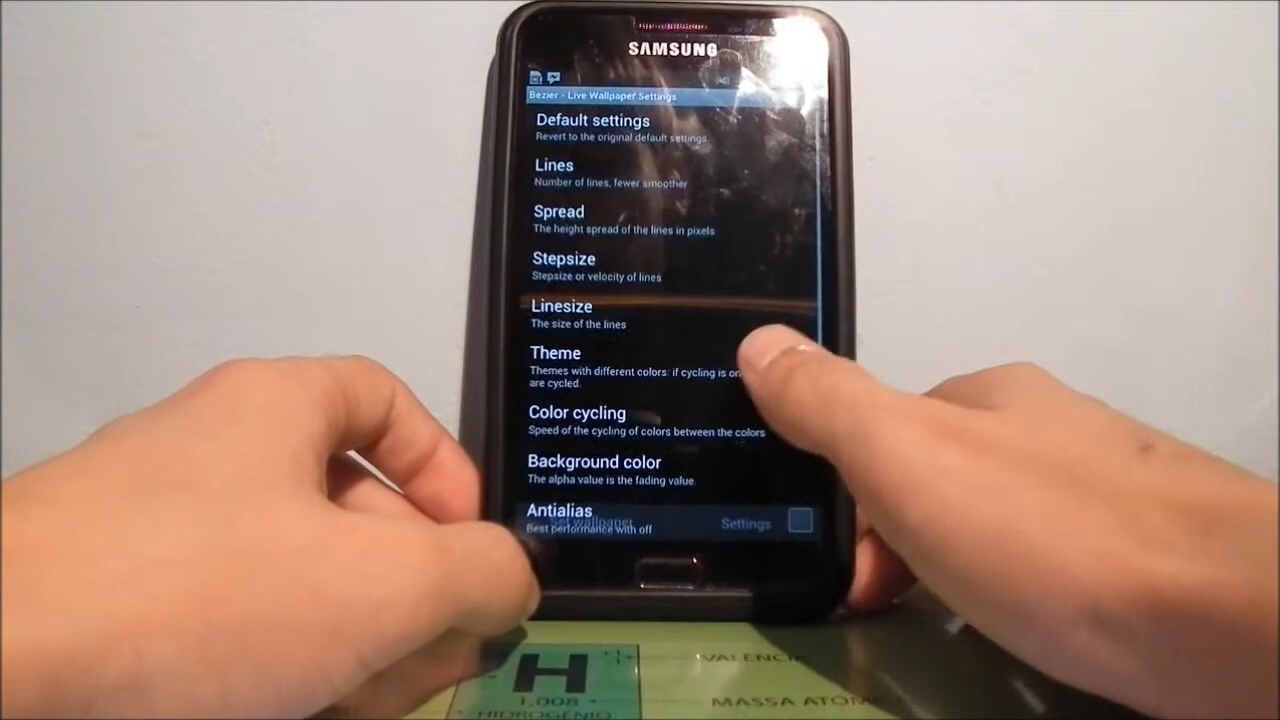 SAMSUNG
Bezier - Live Wallpaper Settings
Default settings
Revert to the original default settings
Lines
Number of lines, fewer smoother
Spread
The height spread of the lines in pixels
Stepsize
Stepsize or velocity of lines
Linesize
The size of the lines
Theme
Themes with different colors: if cycling is on
are cycled.
Color cycling
Speed of the cycling of colors between the colors
Background color
The alpha value is the fading value.
Antialias
Set wallpaper Settings
Best performance with off
H
VALÊNCIA
1,008
MASSA ATÔM
HIDROGÊNIO